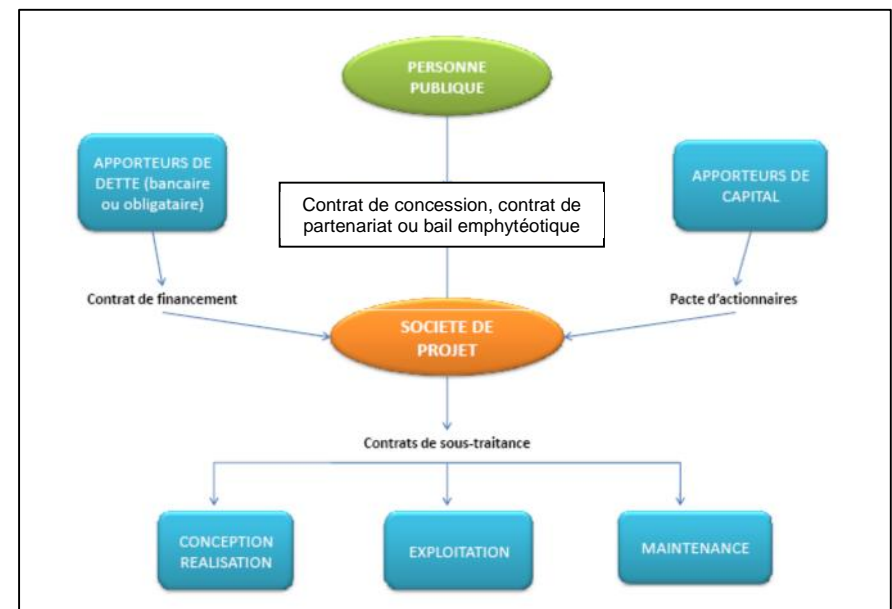 PERSONNE
PUBLIQUE
APPORTEURS DE
DETTE (bancaire
ou obligataire)
Contrat de concession, contrat de
partenariat ou bail emphytéotique
APPORTEURS DE
CAPITAL
Contrat de financement
Pacte d'actionnaires
SOCIETE DE
PROJET
Contrats de sous-traitance
CONCEPTION
REALISATION
EXPLOITATION
MAINTENANCE